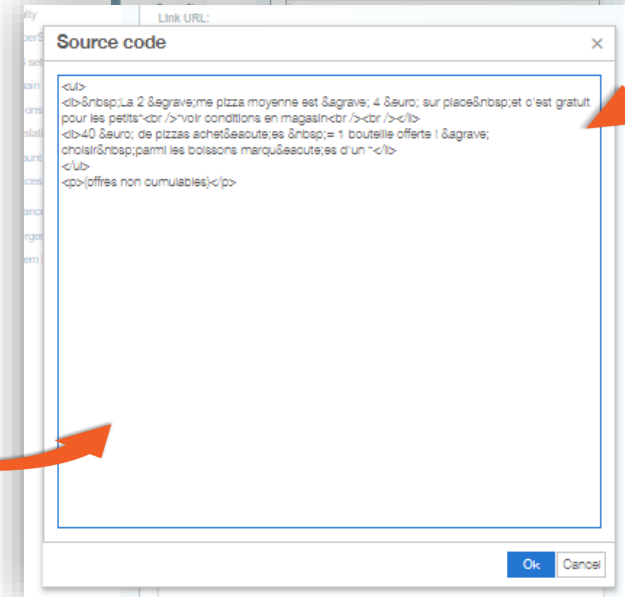 Link URL:
Source code
×
<ul>
<li>&nbsp;La 2 &egrave;me pizza moyenne est &agrave; 4 &euro; sur place&nbsp;et c'est gratuit
pour les petits*<br />*voir conditions en magasin<br /><br /></li>
<li>40 &euro; de pizzas achet&eacute;es &nbsp;= 1 bouteille offerte ! &agrave;
choisir&nbsp;parmi les boissons marqu&eacute;es d'un *</li>
</ul>
<p>(offres non cumulables)</p>
Ok
Cancel